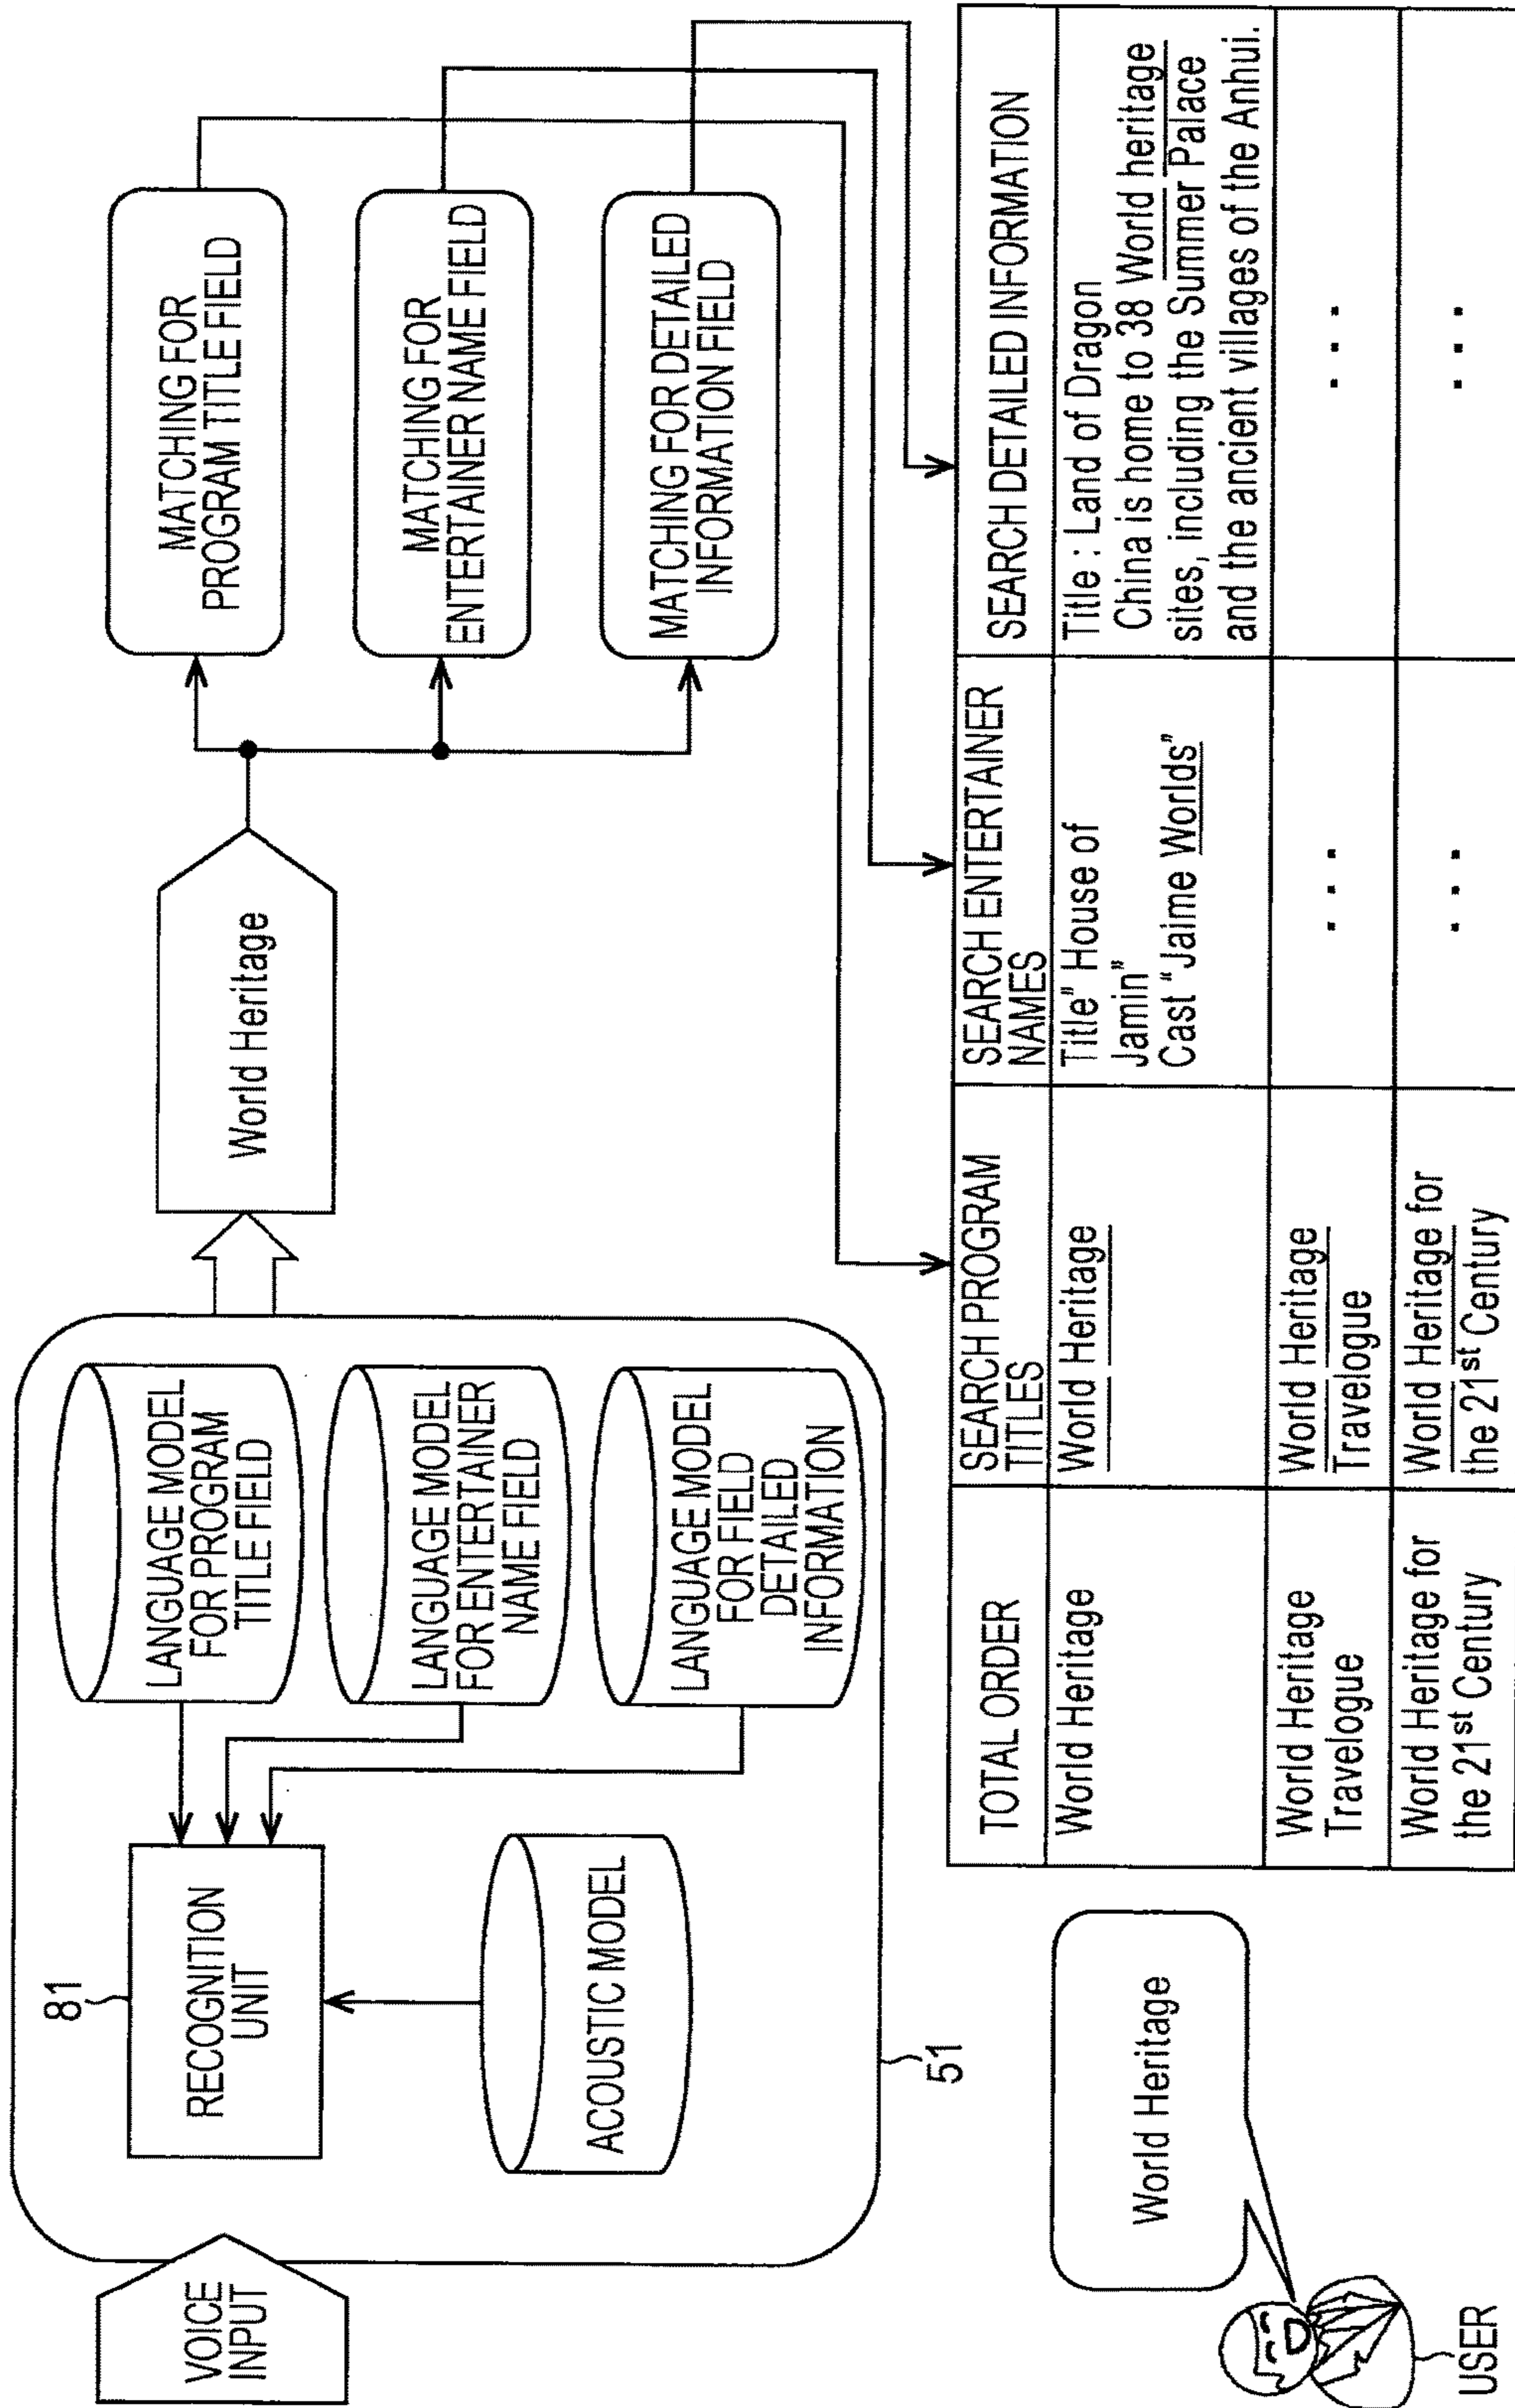 VOICE
INPUT
81
RECOGNITION
UNIT
ACOUSTIC MODEL
LANGUAGE MODEL
FOR PROGRAM
TITLE FIELD
LANGUAGE MODEL
FOR ENTERTAINER
NAME FIELD
LANGUAGE MODEL
FOR FIELD
DETAILED
INFORMATION
51
World Heritage
MATCHING FOR
PROGRAM TITLE FIELD
MATCHING FOR
ENTERTAINER NAME FIELD
MATCHING FOR DETAILED
INFORMATION FIELD
World Heritage
USER
TOTAL ORDER
SEARCH PROGRAM
TITLES
SEARCH ENTERTAINER
NAMES
SEARCH DETAILED INFORMATION
World Heritage
World Heritage
Title” House of
Jamin”
Cast “Jaime Worlds”
Title : Land of Dragon
China is home to 38 World heritage
sites, including the Summer Palace
and the ancient villages of the Anhui.
World Heritage
Travelogue
World Heritage
Travelogue
. . .
. . .
World Heritage for
the 21st Century
World Heritage for
the 21st Century
. . .
. . .